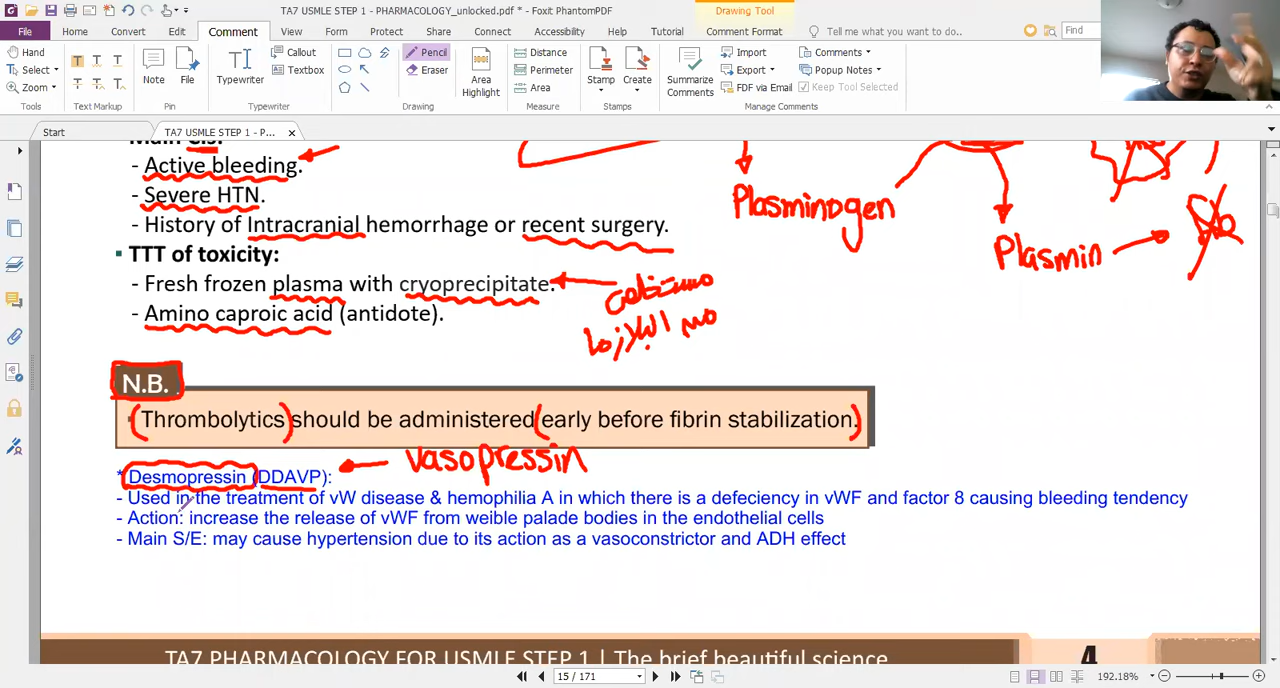 TA7 USMLE STEP 1 - PHARMACOLOGY_unlocked.pdf * - Foxit PhantomPDF
Drawing Tool
File Home Convert Edit Comment View Form Protect Share Connect Accessibility Help Tutorial Comment Format Tell me what you want to do.. Find
Hand
Select
Zoom
Tools
Text Markup
Note
File
Pin
Typewriter
Callout
Textbox
Typewriter
Pencil
Eraser
Drawing
Area Highlight
Distance
Perimeter
Area
Measure
Stamp
Create
Stamps
Summarize Comments
Import
Export
FDF via Email
Comments
Popup Notes
Keep Tool Selected
Manage Comments
Start
TA7 USMLE STEP 1 - P...
Main CIs:
- Active bleeding.
- Severe HTN.
- History of Intracranial hemorrhage or recent surgery.
Plasminogen
Plasmin
TTT of toxicity:
- Fresh frozen plasma with cryoprecipitate.
- Amino caproic acid (antidote).
من البلازما
N.B.
Thrombolytics should be administered early before fibrin stabilization.
vasopressin
* Desmopressin (DDAVP):
- Used in the treatment of vW disease & hemophilia A in which there is a defeciency in vWF and factor 8 causing bleeding tendency
- Action: increase the release of vWF from weible palade bodies in the endothelial cells
- Main S/E: may cause hypertension due to its action as a vasoconstrictor and ADH effect
TA7 PHARMACOLOGY FOR USMLE STEP 1 | The brief beautiful science
4
15 / 171
192.18%